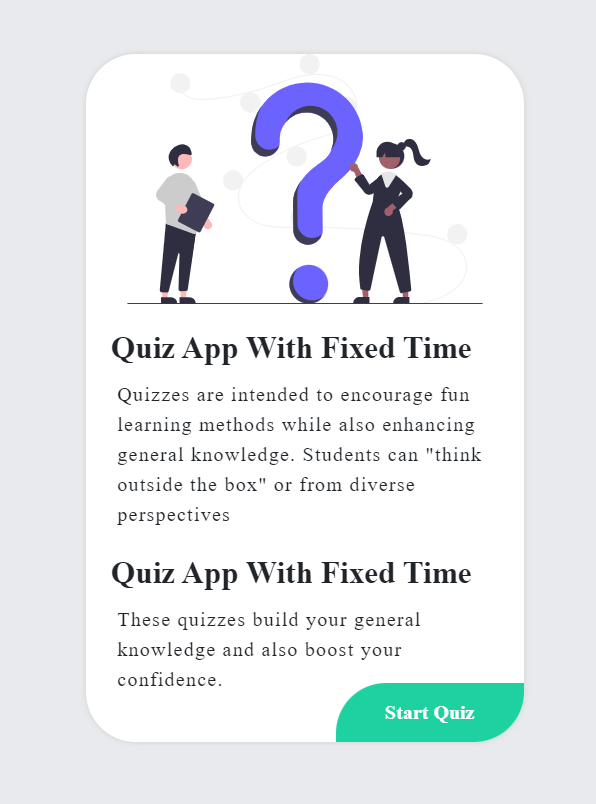 Quiz App With Fixed Time
Quizzes are intended to encourage fun
learning methods while also enhancing
general knowledge. Students can "think
outside the box" or from diverse
perspectives
Quiz App With Fixed Time
These quizzes build your general
knowledge and also boost your
confidence.
Start Quiz